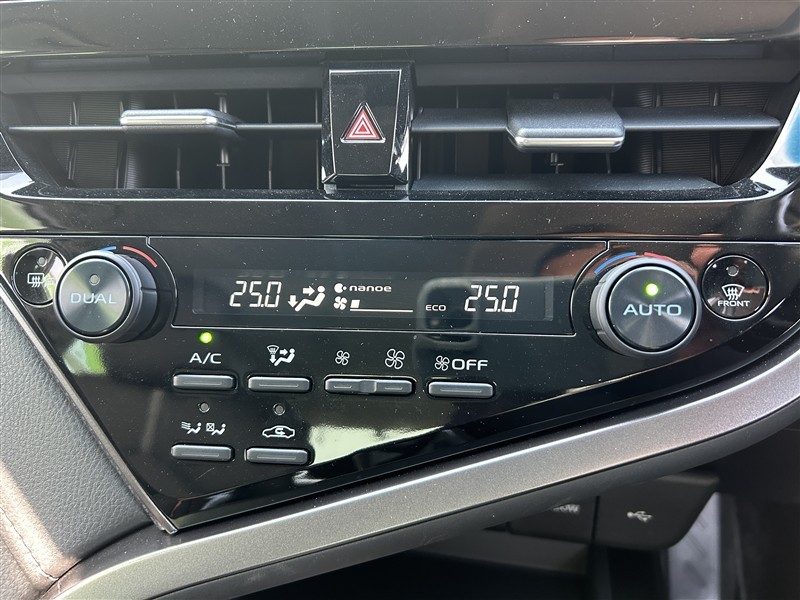 DUAL
25.0
nanoe
ECO
25.0
AUTO
FRONT
A/C
OFF